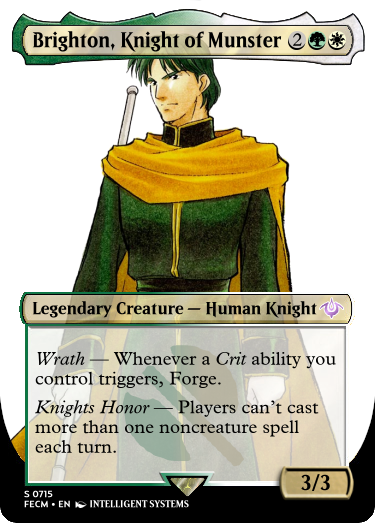 Brighton, Knight of Munster 2
Legendary Creature — Human Knight
Wrath — Whenever a Crit ability you
control triggers, Forge.
Knights Honor — Players can't cast
more than one noncreature spell
each turn.
3/3
S 0715
FECM • EN INTELLIGENT SYSTEMS